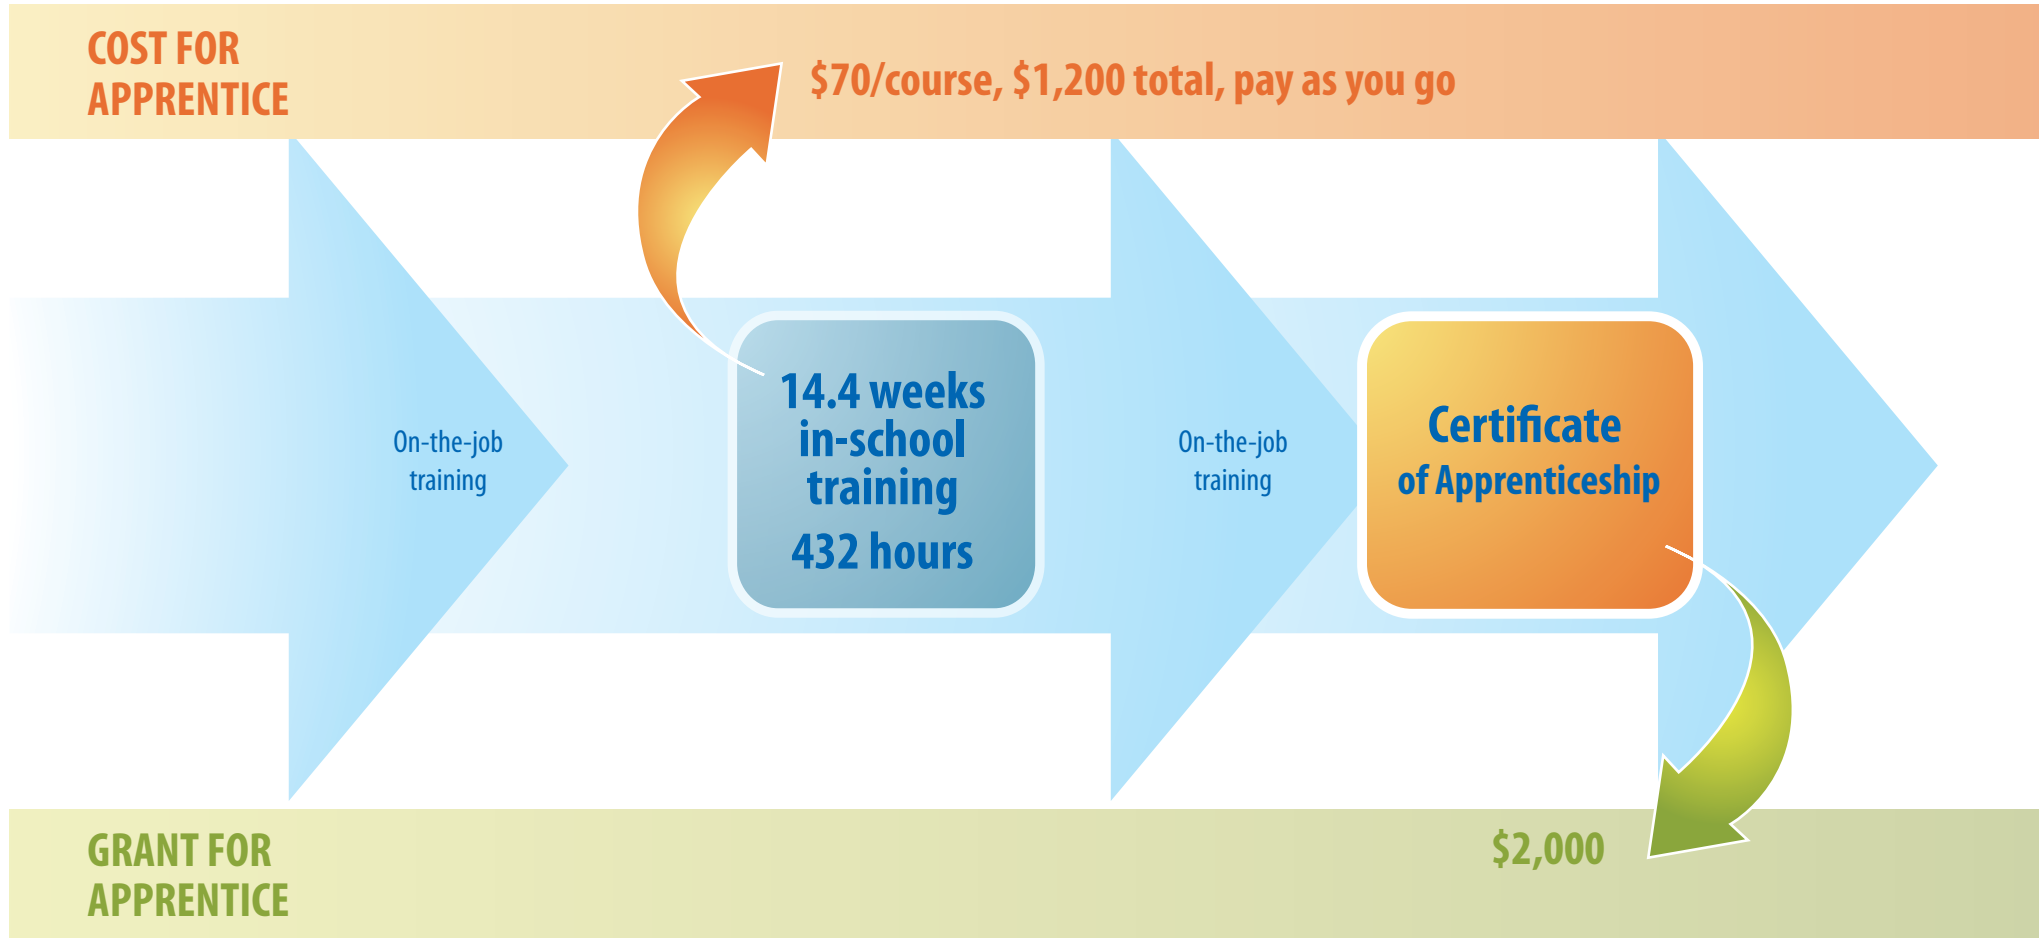 COST FOR
APPRENTICE
$70/course, $1,200 total, pay as you go
On-the-job
training
14.4 weeks
in-school
training
432 hours
On-the-job
training
Certificate
of Apprenticeship
GRANT FOR
APPRENTICE
$2,000